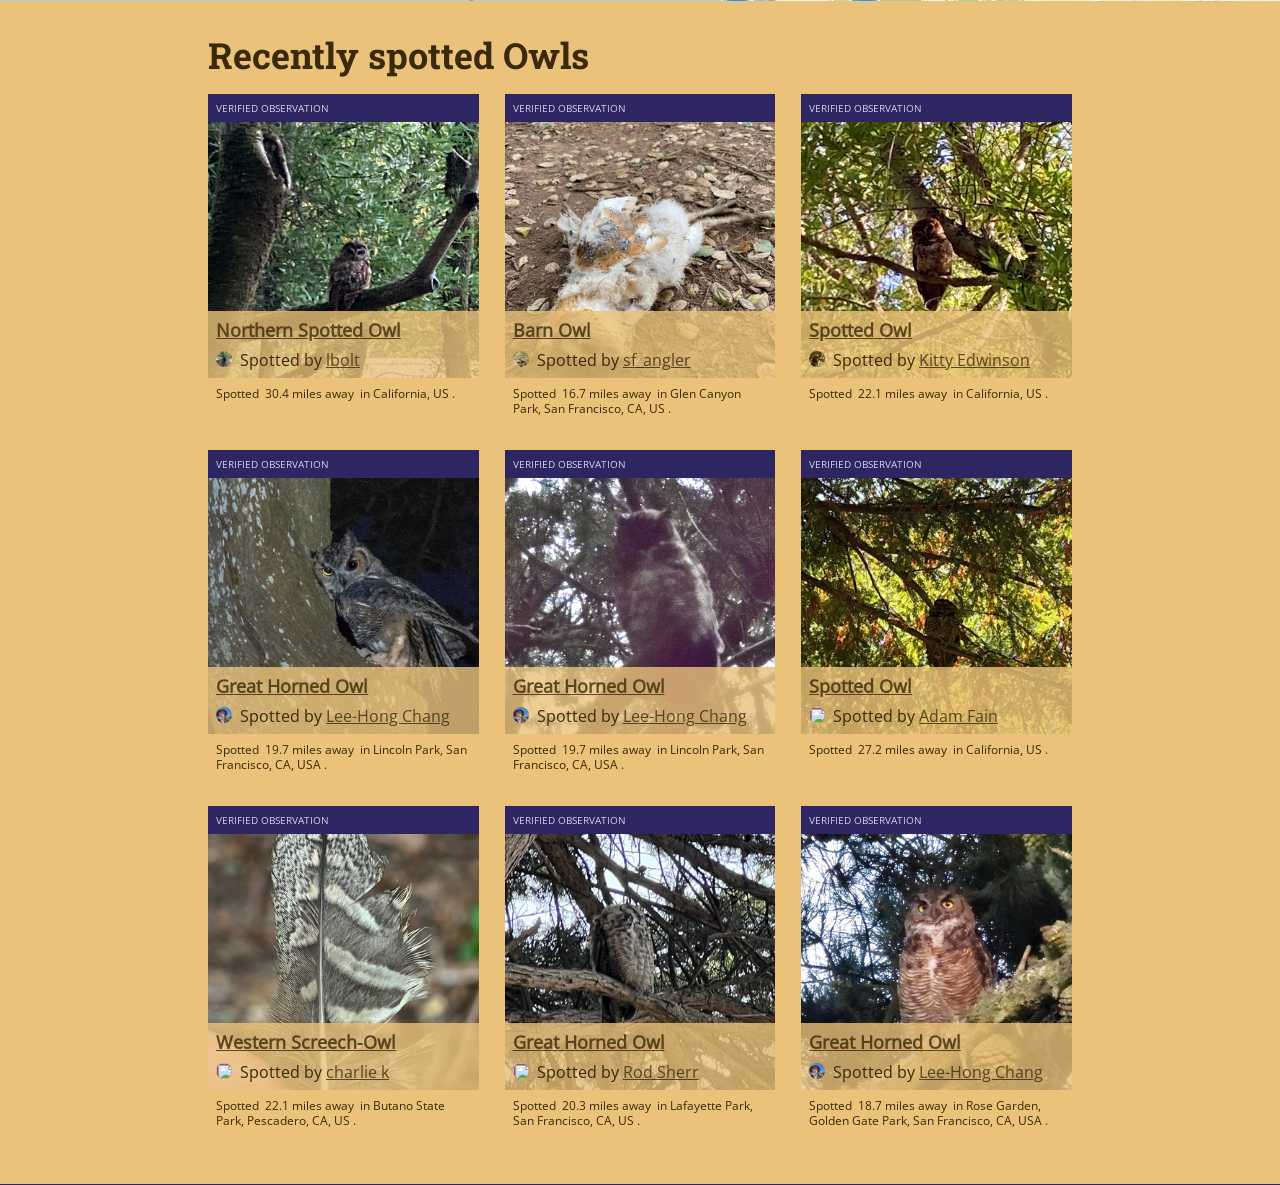 Recently spotted Owls
VERIFIED OBSERVATION
Northern Spotted Owl
Spotted by lbolt
Spotted 30.4 miles away in California, US .
VERIFIED OBSERVATION
Barn Owl
Spotted by sf_angler
Spotted 16.7 miles away in Glen Canyon
Park, San Francisco, CA, US .
VERIFIED OBSERVATION
Spotted Owl
Spotted by Kitty Edwinson
Spotted 22.1 miles away in California, US .
VERIFIED OBSERVATION
Great Horned Owl
Spotted by Lee-Hong Chang
Spotted 19.7 miles away in Lincoln Park, San
Francisco, CA, USA .
VERIFIED OBSERVATION
Great Horned Owl
Spotted by Lee-Hong Chang
Spotted 19.7 miles away in Lincoln Park, San
Francisco, CA, USA .
VERIFIED OBSERVATION
Spotted Owl
Spotted by Adam Fain
Spotted 27.2 miles away in California, US .
VERIFIED OBSERVATION
Western Screech-Owl
Spotted by charlie k
Spotted 22.1 miles away in Butano State
Park, Pescadero, CA, US .
VERIFIED OBSERVATION
Great Horned Owl
Spotted by Rod Sherr
Spotted 20.3 miles away in Lafayette Park,
San Francisco, CA, US .
VERIFIED OBSERVATION
Great Horned Owl
Spotted by Lee-Hong Chang
Spotted 18.7 miles away in Rose Garden,
Golden Gate Park, San Francisco, CA, USA .